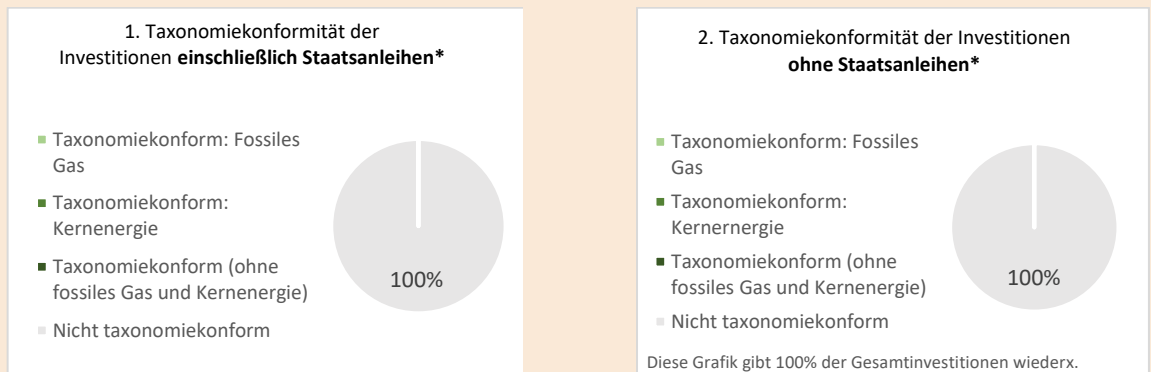 1. Taxonomiekonformität der
Investitionen einschließlich Staatsanleihen*
Taxonomiekonform: Fossiles
Gas
Taxonomiekonform:
Kernenergie
Taxonomiekonform (ohne
fossiles Gas und Kernenergie)
Nicht taxonomiekonform
100%
2. Taxonomiekonformität der Investitionen
ohne Staatsanleihen*
Taxonomiekonform: Fossiles
Gas
Taxonomiekonform:
Kernernergie
Taxonomiekonform (ohne
fossiles Gas und Kernenergie)
Nicht taxonomiekonform
100%
Diese Grafik gibt 100% der Gesamtinvestitionen wiederx.